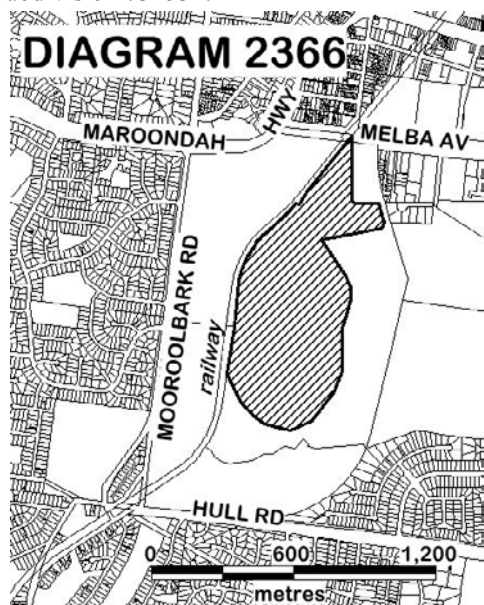 DIAGRAM 2366
MAROONDAH HWY
MELBA AV
MOOROOLBARK RD
railway
HULL RD
0 600 1,200
metres